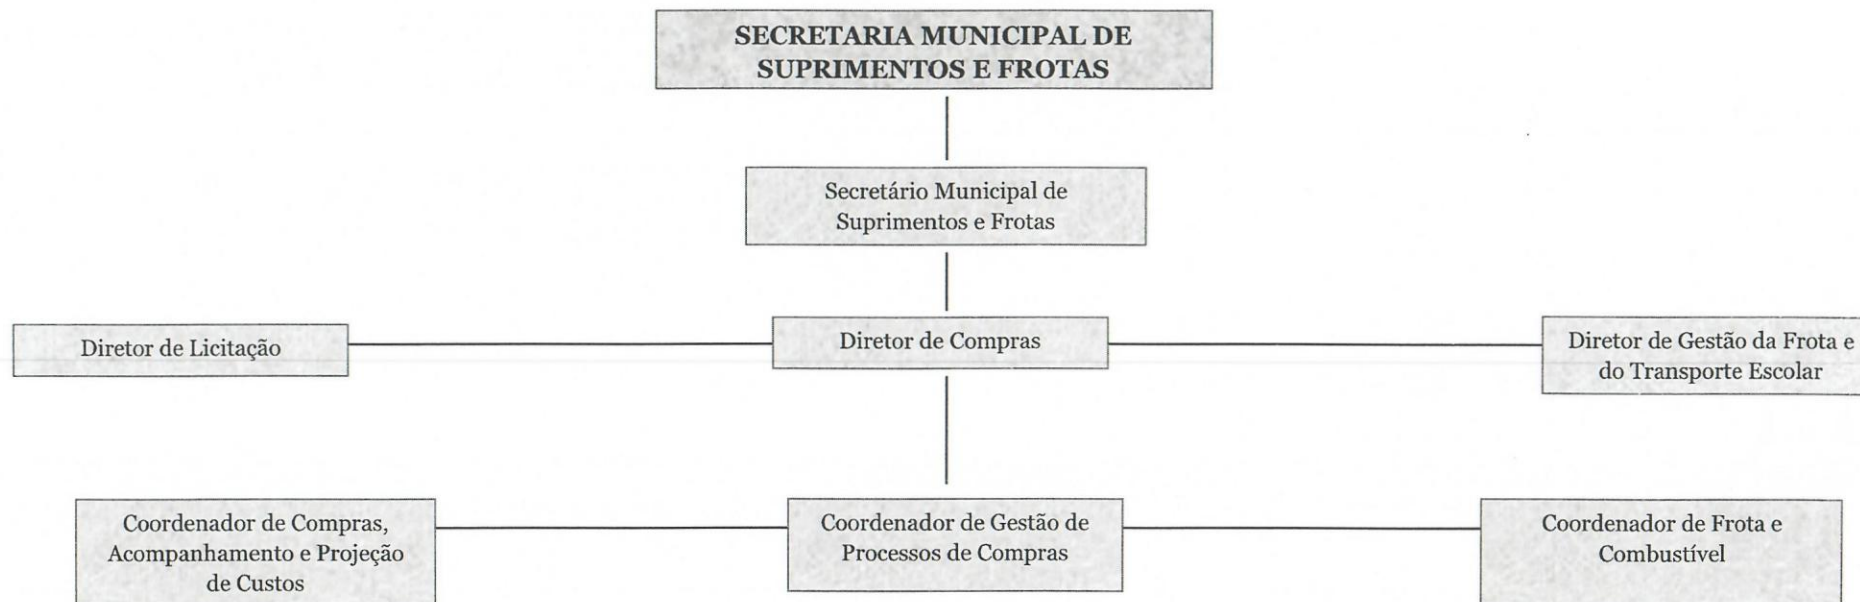 SECRETARIA MUNICIPAL DE
SUPRIMENTOS E FROTAS
Secretário Municipal de
Suprimentos e Frotas
Diretor de Licitação
Diretor de Compras
Diretor de Gestão da Frota e
do Transporte Escolar
Coordenador de Compras,
Acompanhamento e Projeção
de Custos
Coordenador de Gestão de
Processos de Compras
Coordenador de Frota e
Combustível